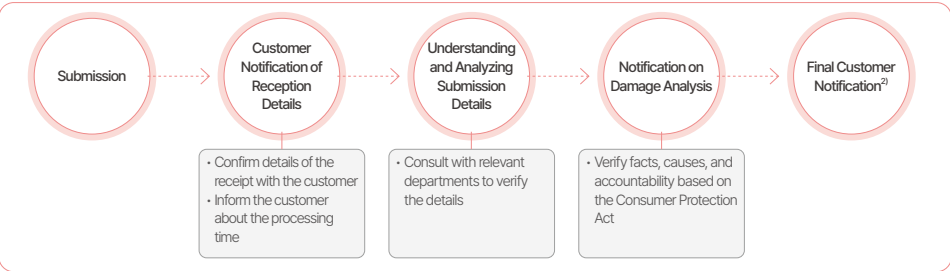 Submission
Customer
Notification of
Reception
Details
Understanding
and Analyzing
Submission
Details
Notification on
Damage Analysis
Final Customer
Notification2)
• Confirm details of the
receipt with the customer
• Inform the customer
about the processing
time
• Consult with relevant
departments to verify
the details
• Verify facts, causes, and
accountability based on
the Consumer Protection
Act